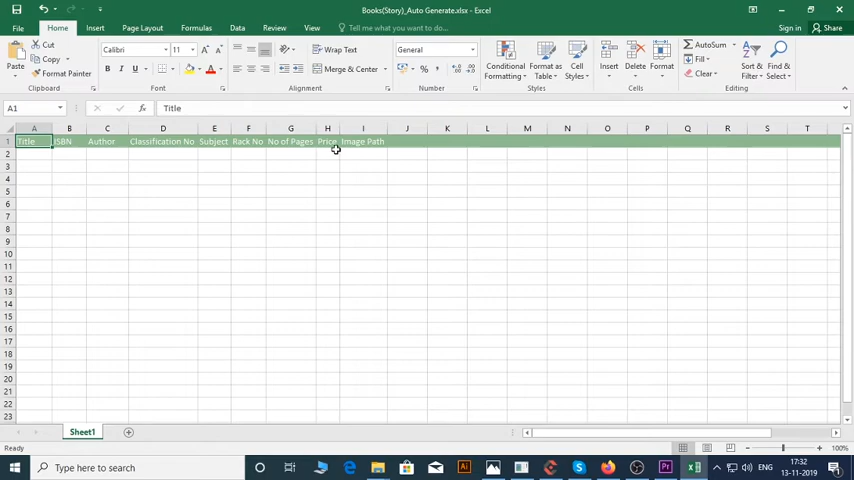 Books(Story)_Auto Generate.xlsx - Excel
File Home Insert Page Layout Formulas Data Review View Tell me what you want to do... Sign in Share
Paste Cut Copy Format Painter
Clipboard
Calibri 11
B I U
Font
Wrap Text
Merge & Center
Alignment
General
%
Number
Conditional Formatting Format as Table Cell Styles
Styles
Insert Delete Format
Cells
AutoSum Fill Clear Sort & Filter Find & Select
Editing
A1 fx Title
A B C D E F G H I J K L M N O P Q R S T
1 Title ISBN Author Classification No Subject Rack No No of Pages Price Image Path
2
3
4
5
6
7
8
9
10
11
12
13
14
15
16
17
18
19
20
21
22
23
Sheet1
Ready 100%
Type here to search ENG 17:32
13-11-2019